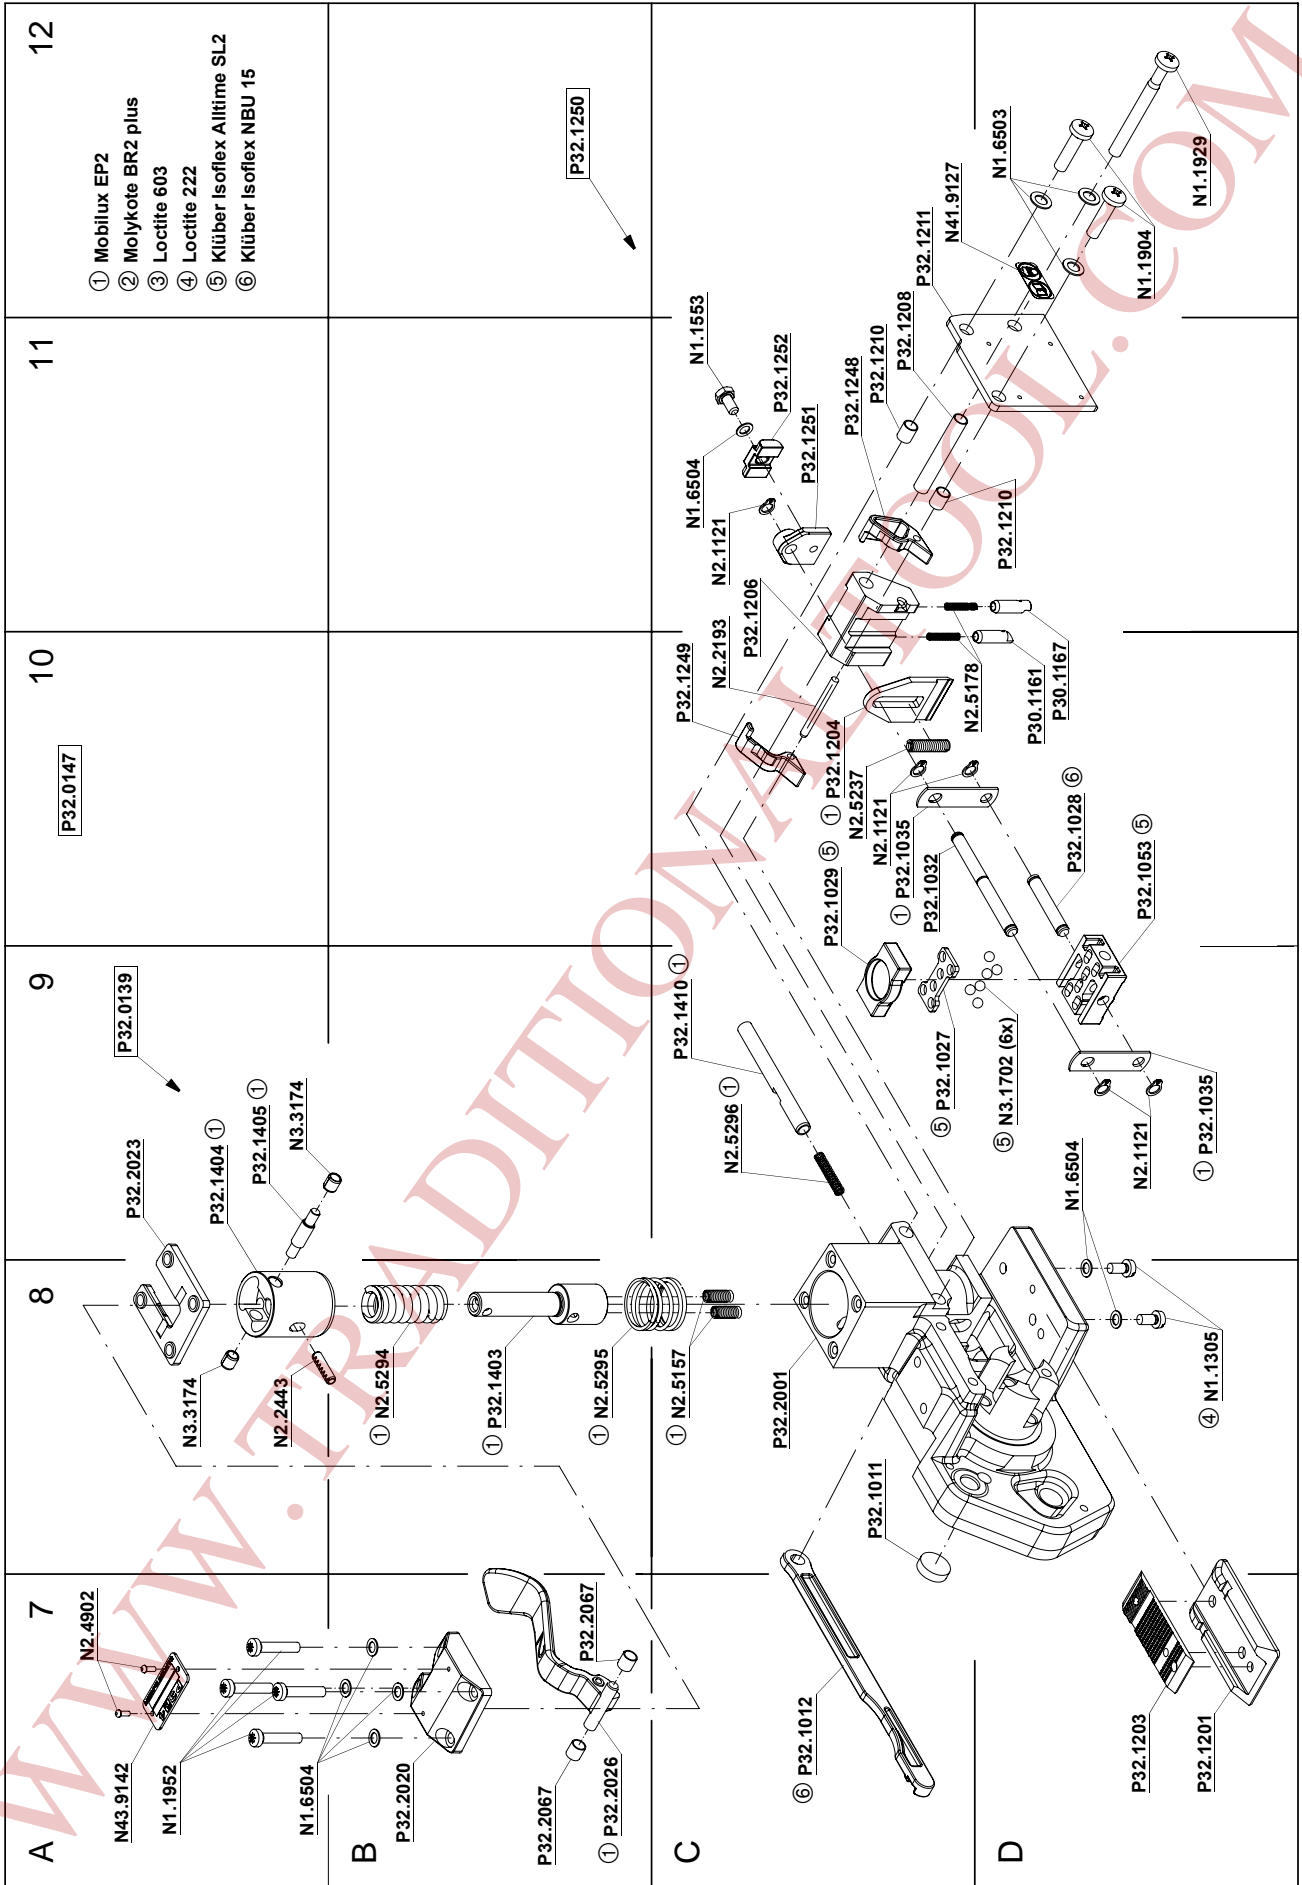 A
B
C
D
7
8
9
10
11
12
① Mobilux EP2
② Molykote BR2 plus
③ Loctite 603
④ Loctite 222
⑤ Klüber Isoflex Alltime SL2
⑥ Klüber Isoflex NBU 15
P32.0147
P32.0139
P32.1250
N2.4902
N43.9142
N1.1952
N1.6504
P32.2020
P32.2067
P32.2067
① P32.2026
P32.2023
P32.1404 ①
P32.1405 ①
N3.3174
N3.3174
N2.2443
① N2.5294
① P32.1403
① N2.5295
① N2.5157
P32.2001
P32.1011
⑥ P32.1012
P32.1203
P32.1201
④ N1.1305
N1.6504
N2.5296 ①
P32.1410 ①
P32.1029 ⑤
⑤ P32.1027
⑤ N3.1702 (6x)
N2.1121
① P32.1035
P32.1053 ⑤
P32.1028 ⑥
P32.1032
① P32.1035
N2.1121
N2.5237
① P32.1204
P32.1249
N2.2193
P32.1206
N2.5178
P30.1161
P30.1167
N2.1121
N1.6504
N1.1553
P32.1252
P32.1251
P32.1248
P32.1210
P32.1208
P32.1210
P32.1211
N41.9127
N1.6503
N1.1904
N1.1929
WWW.TRADITIONALTOOL.COM